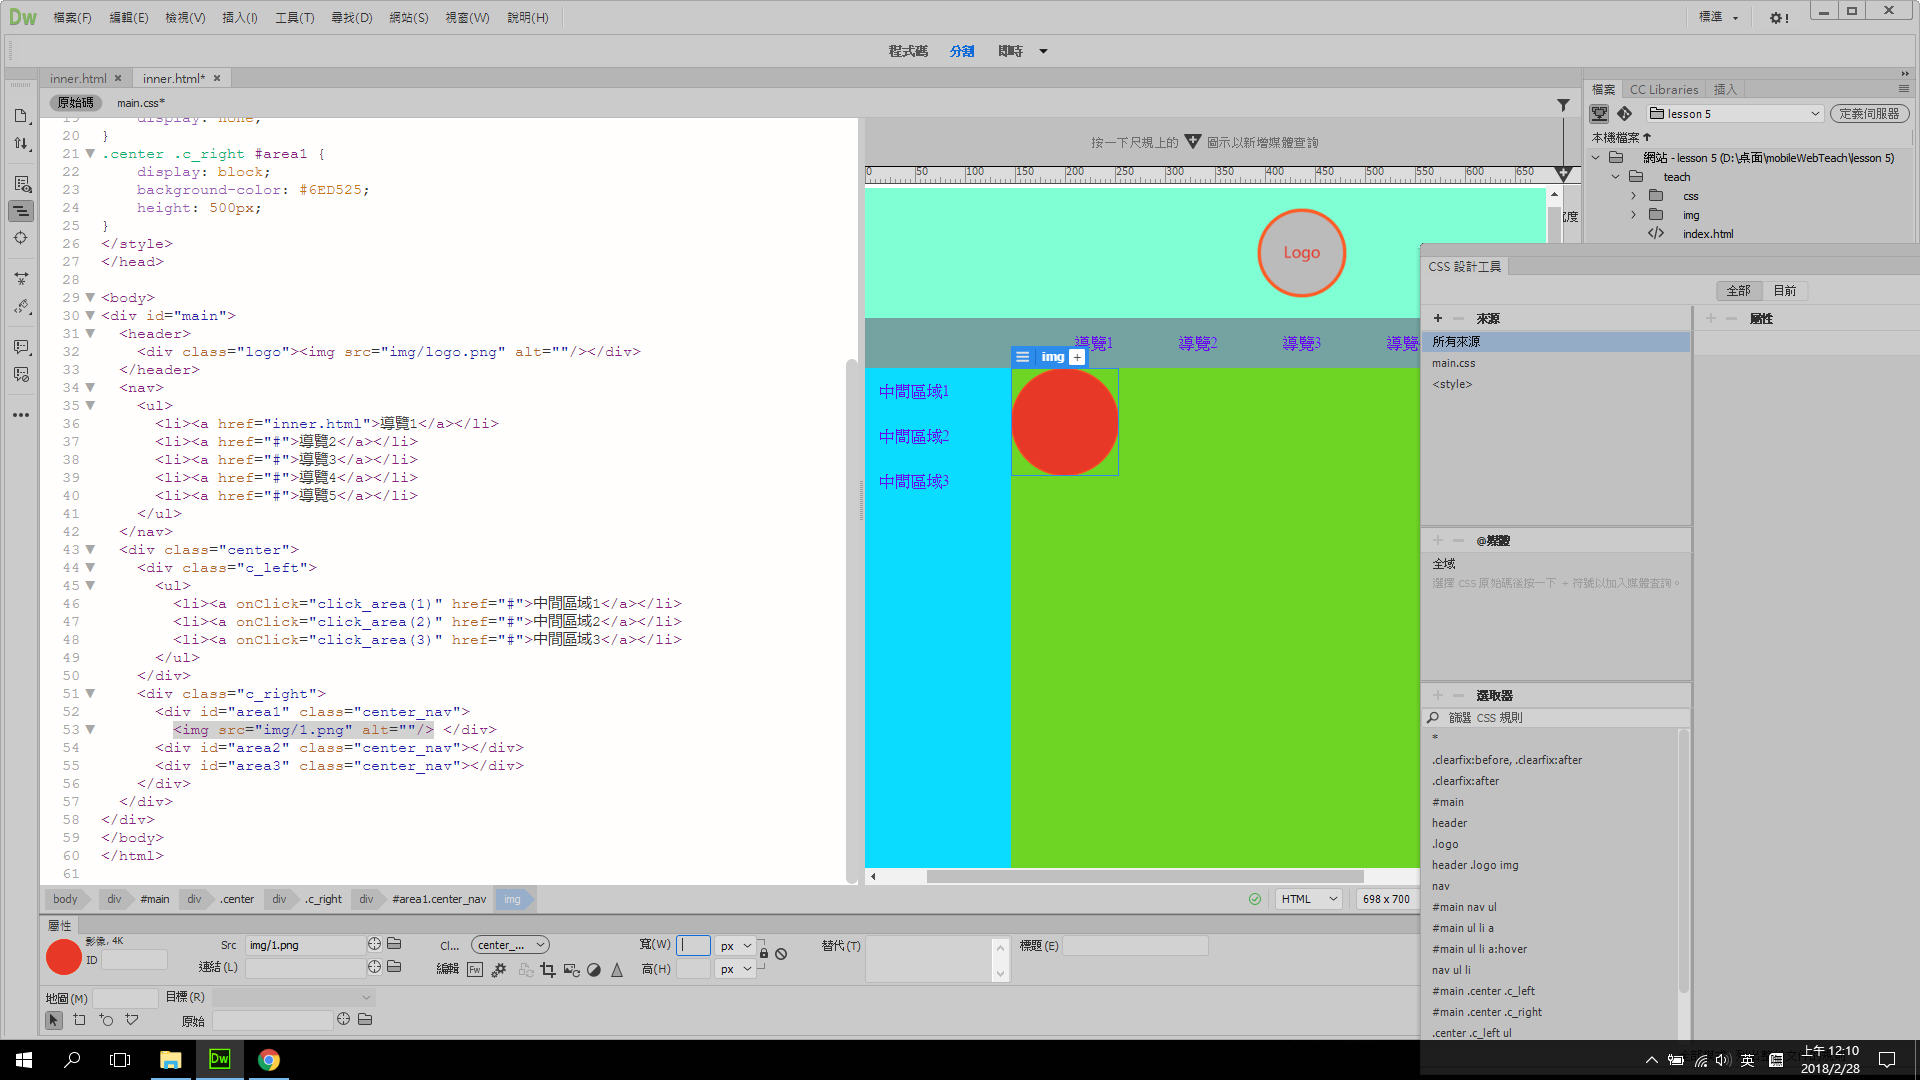 Dw 檔案(F) 編輯(E) 檢視(V) 插入(I) 工具(T) 尋找(D) 網站(S) 視窗(W) 說明(H) 標準
程式碼 分割 即時
inner.html inner.html*
原始碼 main.css*
19 display: none;
20 }
21 .center .c_right #area1 {
22 display: block;
23 background-color: #6ED525;
24 height: 500px;
25 }
26 </style>
27 </head>
28
29 <body>
30 <div id="main">
31 <header>
32 <div class="logo"><img src="img/logo.png" alt=""/></div>
33 </header>
34 <nav>
35 <ul>
36 <li><a href="inner.html">導覽1</a></li>
37 <li><a href="#">導覽2</a></li>
38 <li><a href="#">導覽3</a></li>
39 <li><a href="#">導覽4</a></li>
40 <li><a href="#">導覽5</a></li>
41 </ul>
42 </nav>
43 <div class="center">
44 <div class="c_left">
45 <ul>
46 <li><a onClick="click_area(1)" href="#">中間區域1</a></li>
47 <li><a onClick="click_area(2)" href="#">中間區域2</a></li>
48 <li><a onClick="click_area(3)" href="#">中間區域3</a></li>
49 </ul>
50 </div>
51 <div class="c_right">
52 <div id="area1" class="center_nav">
53 <img src="img/1.png" alt=""/> </div>
54 <div id="area2" class="center_nav"></div>
55 <div id="area3" class="center_nav"></div>
56 </div>
57 </div>
58 </div>
59 </body>
60 </html>
61
按一下尺規上的 圖示以新增媒體查詢
0 50 100 150 200 250 300 350 400 450 500 550 600 650
Logo
導覽1 導覽2 導覽3 導覽
img +
中間區域1
中間區域2
中間區域3
body div #main div .center div .c_right div #area1.center_nav img HTML 698 x 700
檔案 CC Libraries 插入
lesson 5 定義伺服器
本機檔案
網站 - lesson 5 (D:\桌面\mobileWebTeach\lesson 5)
teach
css
img
index.html
CSS 設計工具
全部 目前
+ − 來源 + − 屬性
所有來源
main.css
<style>
+ − @媒體
全域
選擇 CSS 原始碼後按一下 + 符號以加入媒體查詢。
+ − 選取器
篩選 CSS 規則
*
.clearfix:before, .clearfix:after
.clearfix:after
#main
header
.logo
header .logo img
nav
#main nav ul
#main ul li a
#main ul li a:hover
nav ul li
#main .center .c_left
#main .center .c_right
.center .c_left ul
屬性
影像, 4K Src img/1.png Cl... center_... 寬(W) px 替代(T) 標題(E)
ID 連結(L) 編輯 Fw 高(H) px
地圖(M) 目標(R)
原始
Dw 英 上午 12:10
2018/2/28